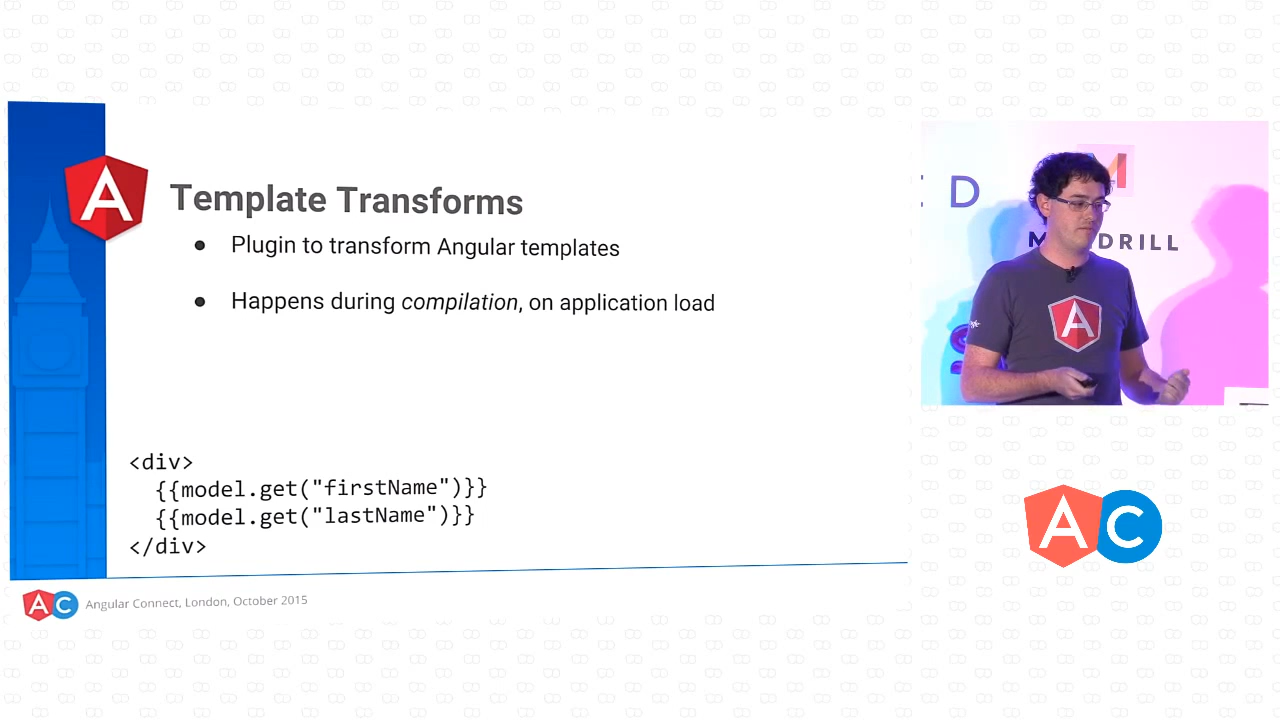 Template Transforms
● Plugin to transform Angular templates
● Happens during compilation, on application load
<div>
{{model.get("firstName")}}
{{model.get("lastName")}}
</div>
AC Angular Connect, London, October 2015
D
M DRILL
A
AC